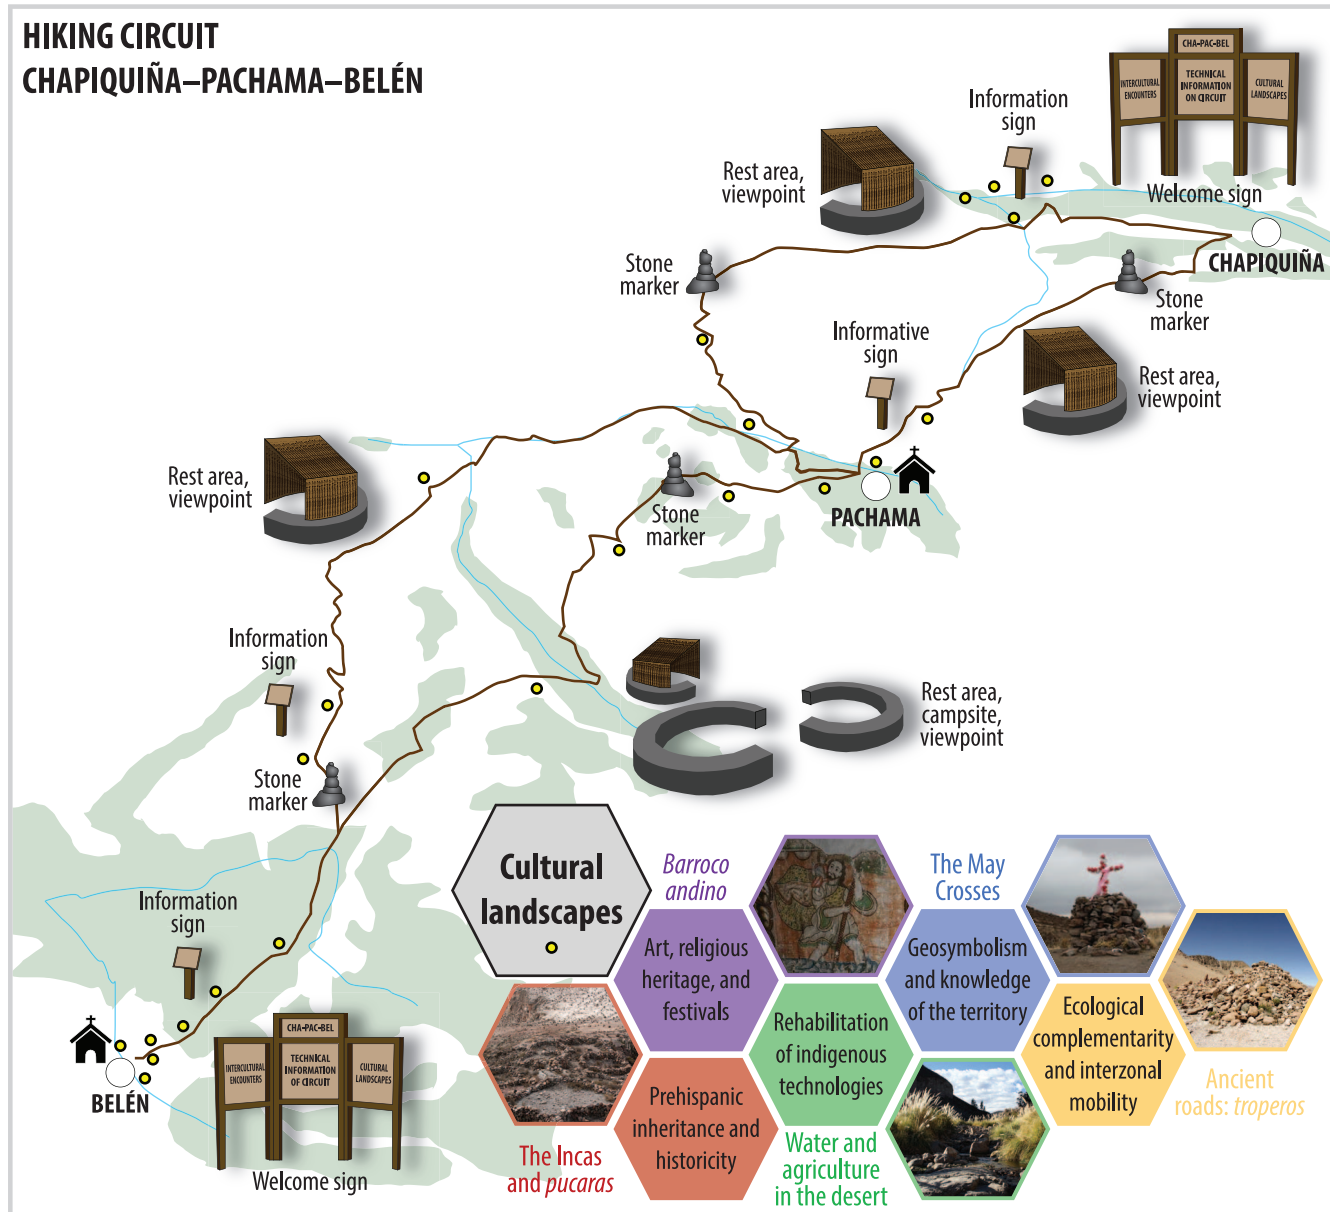 HIKING CIRCUIT
CHAPIQUIÑA–PACHAMA–BELÉN
CHA-PAC-BEL
INTERCULTURAL
ENCOUNTERS
TECHNICAL
INFORMATION
ON CIRCUIT
CULTURAL
LANDSCAPES
Welcome sign
Information
sign
Rest area,
viewpoint
CHAPIQUIÑA
Stone
marker
Stone
marker
Informative
sign
Rest area,
viewpoint
Rest area,
viewpoint
Stone
marker
PACHAMA
Information
sign
Rest area,
campsite,
viewpoint
Stone
marker
Information
sign
BELÉN
CHA-PAC-BEL
INTERCULTURAL
ENCOUNTERS
TECHNICAL
INFORMATION
OF CIRCUIT
CULTURAL
LANDSCAPES
Welcome sign
Cultural
landscapes
Barroco
andino
Art, religious
heritage, and
festivals
The May
Crosses
Geosymbolism
and knowledge
of the territory
Prehispanic
inheritance and
historicity
The Incas
and pucaras
Rehabilitation
of indigenous
technologies
Water and
agriculture
in the desert
Ecological
complementarity
and interzonal
mobility
Ancient
roads: troperos